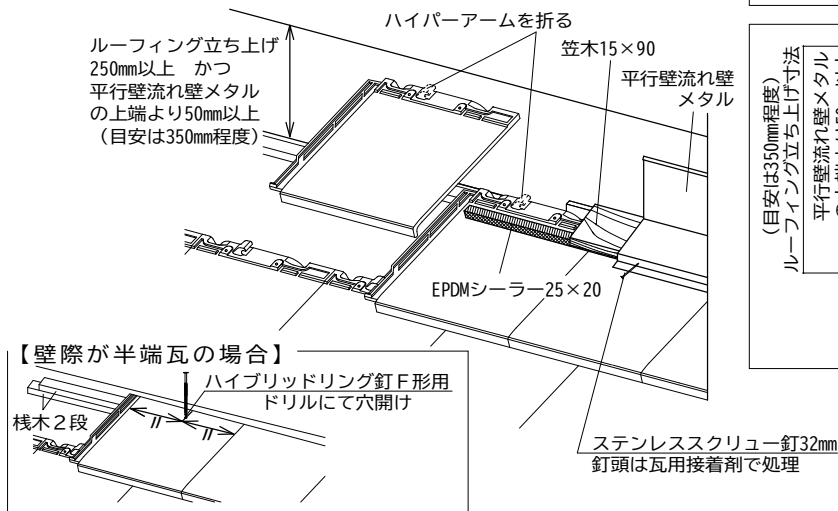 ハイパーアームを折る
ルーフィング立ち上げ
250mm以上 かつ
平行壁流れ壁メタル
の上端より50mm以上
(目安は350mm程度)
笠木15×90
平行壁流れ壁
メタル
EPDMシーラー25×20
【壁際が半端瓦の場合】
ハイブリッドリング釘F形用
ドリルにて穴開け
桟木2段
ステンレススクリュー釘32mm
釘頭は瓦用接着剤で処理
(目安は350mm程度)
ルーフィング立ち上げ寸法
平行壁流れ壁メタル